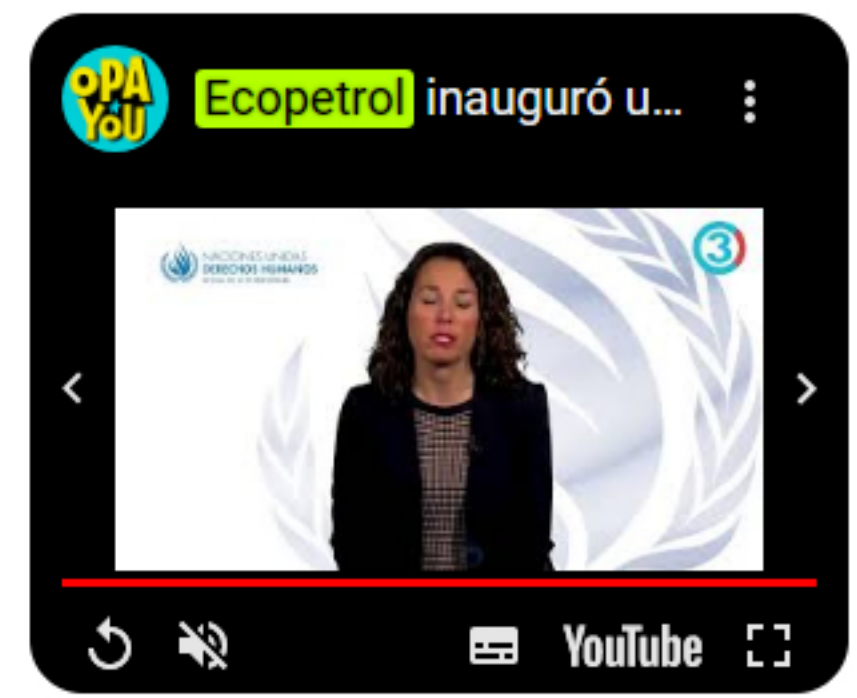 OPA
YOU
Ecopetrol inauguró u...
NACIONES UNIDAS
DERECHOS HUMANOS
3
YouTube